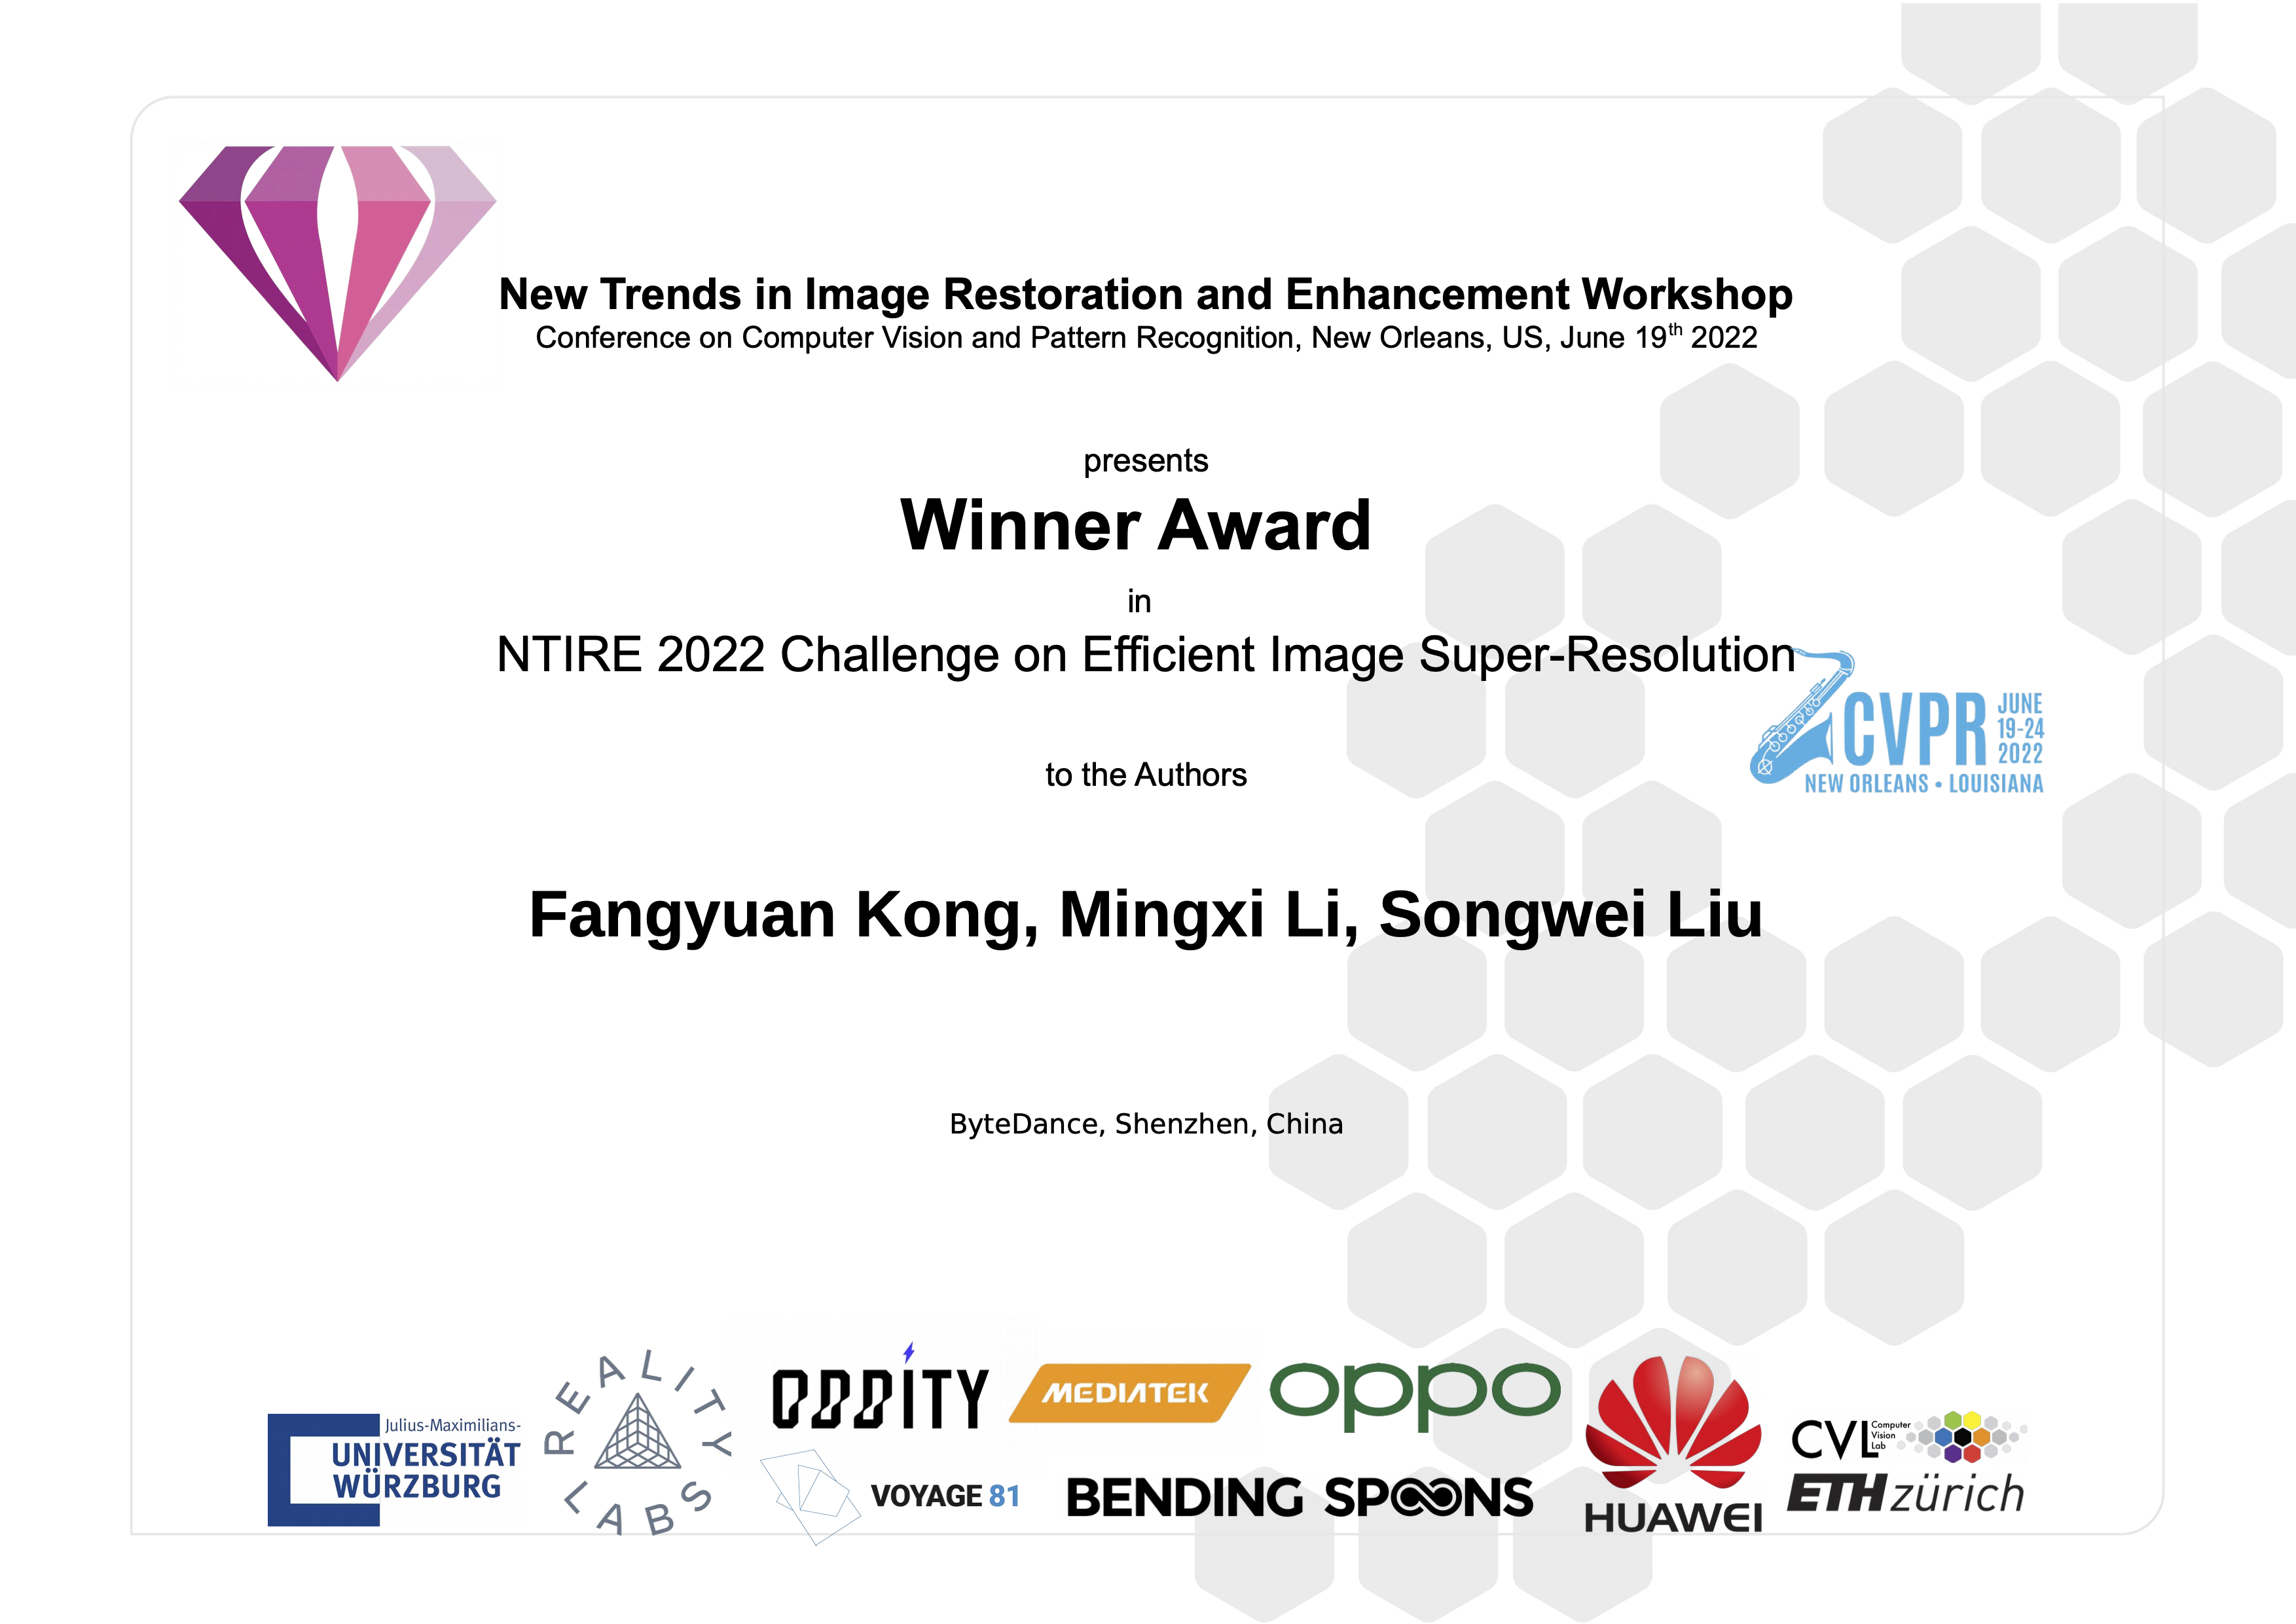 New Trends in Image Restoration and Enhancement Workshop
Conference on Computer Vision and Pattern Recognition, New Orleans, US, June 19th 2022
presents
Winner Award
in
NTIRE 2022 Challenge on Efficient Image Super-Resolution
CVPR
JUNE
19-24
2022
NEW ORLEANS • LOUISIANA
to the Authors
Fangyuan Kong, Mingxi Li, Songwei Liu
ByteDance, Shenzhen, China
Julius-Maximilians-
UNIVERSITÄT
WÜRZBURG
REALITY
LABS
ODDITY
MEDIATEK
oppo
VOYAGE 81
BENDING SPOONS
HUAWEI
CVL
Computer
Vision
Lab
ETH zürich